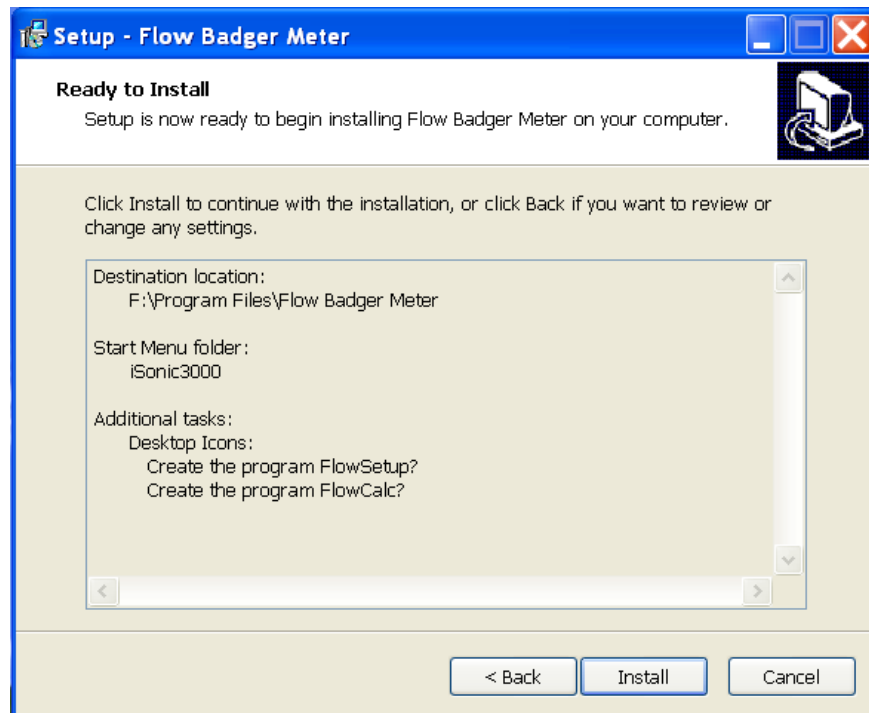 Setup - Flow Badger Meter
Ready to Install
Setup is now ready to begin installing Flow Badger Meter on your computer.
Click Install to continue with the installation, or click Back if you want to review or
change any settings.
Destination location:
F:\Program Files\Flow Badger Meter
Start Menu folder:
iSonic3000
Additional tasks:
Desktop Icons:
Create the program FlowSetup?
Create the program FlowCalc?
< Back
Install
Cancel